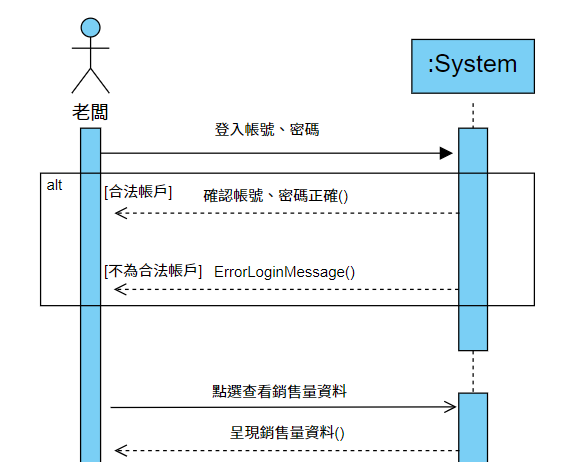 :System
老闆
登入帳號、密碼
alt
[合法帳戶] 確認帳號、密碼正確()
[不為合法帳戶] ErrorLoginMessage()
點選查看銷售量資料
呈現銷售量資料()